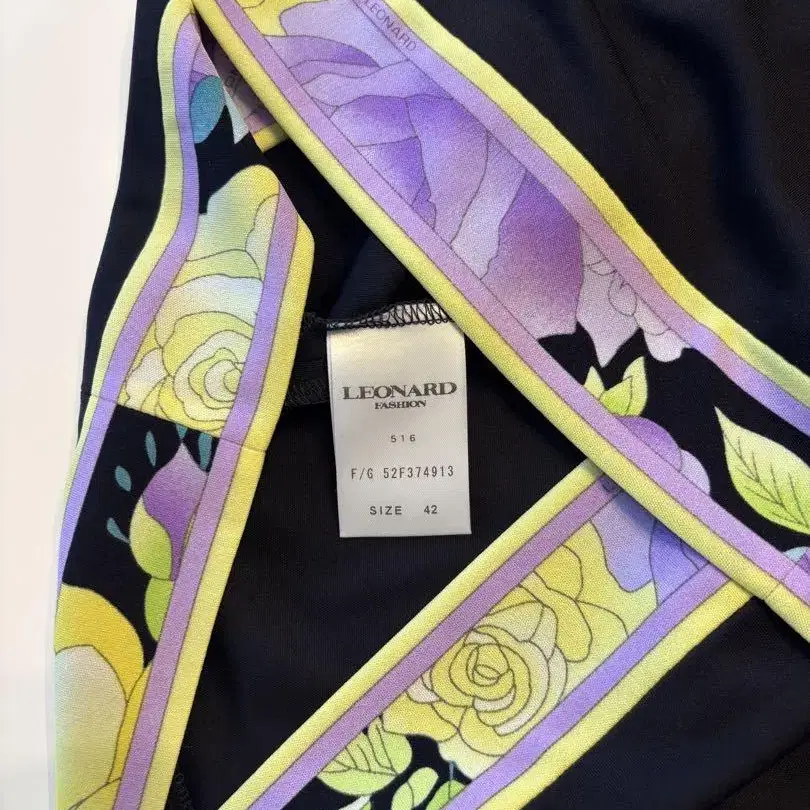 LEONARD
LEONARD
FASHION
516
F/G 52F374913
SIZE 42